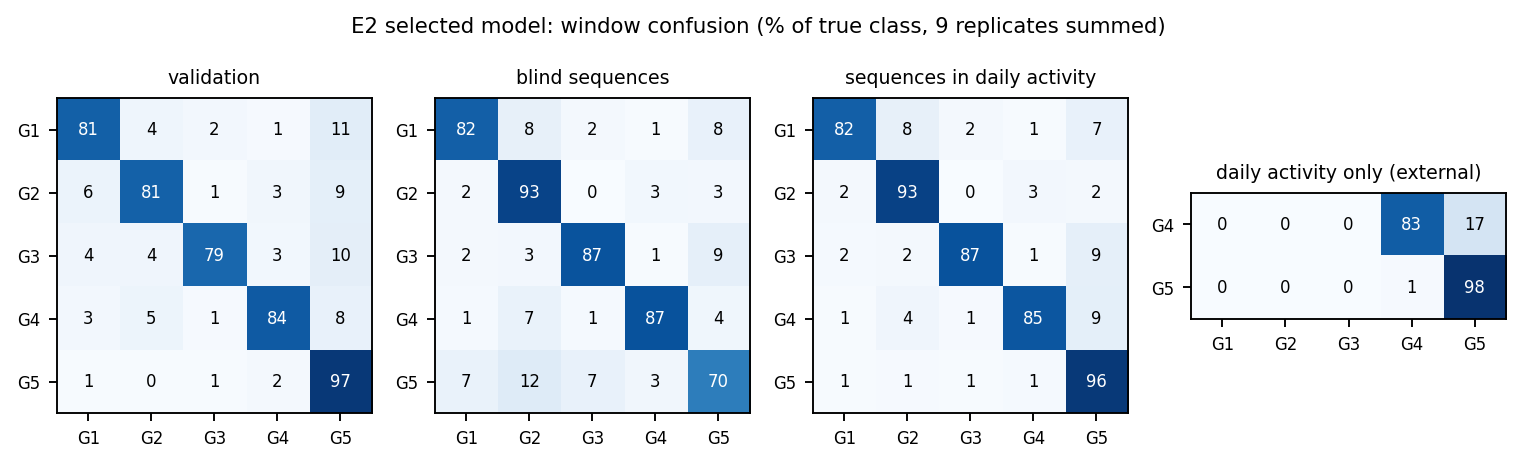 E2 selected model: window confusion (% of true class, 9 replicates summed)
validation
G1 81 4 2 1 11
G2 6 81 1 3 9
G3 4 4 79 3 10
G4 3 5 1 84 8
G5 1 0 1 2 97
G1 G2 G3 G4 G5
blind sequences
G1 82 8 2 1 8
G2 2 93 0 3 3
G3 2 3 87 1 9
G4 1 7 1 87 4
G5 7 12 7 3 70
G1 G2 G3 G4 G5
sequences in daily activity
G1 82 8 2 1 7
G2 2 93 0 3 2
G3 2 2 87 1 9
G4 1 4 1 85 9
G5 1 1 1 1 96
G1 G2 G3 G4 G5
daily activity only (external)
G4 0 0 0 83 17
G5 0 0 0 1 98
G1 G2 G3 G4 G5